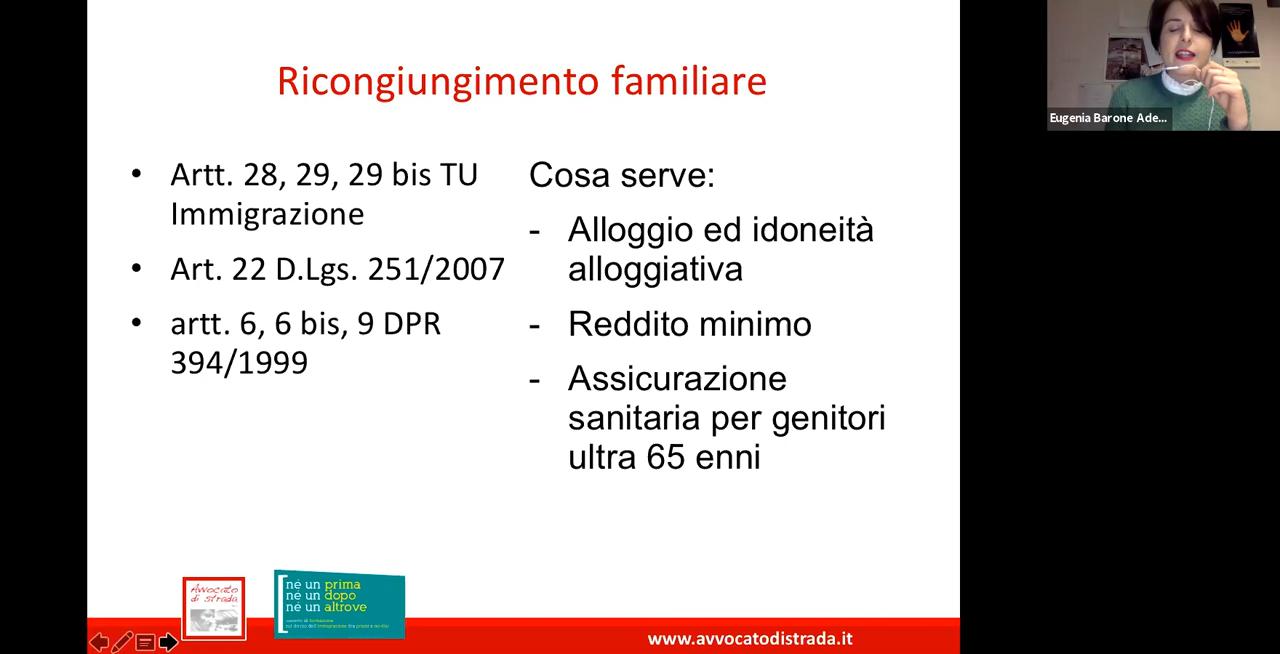 Ricongiungimento familiare
• Artt. 28, 29, 29 bis TU
Immigrazione
• Art. 22 D.Lgs. 251/2007
• artt. 6, 6 bis, 9 DPR
394/1999
Cosa serve:
- Alloggio ed idoneità
alloggiativa
- Reddito minimo
- Assicurazione
sanitaria per genitori
ultra 65 enni
Eugenia Barone Ade...
Avvocato
di strada
né un prima
né un dopo
né un altrove
www.avvocatodistrada.it